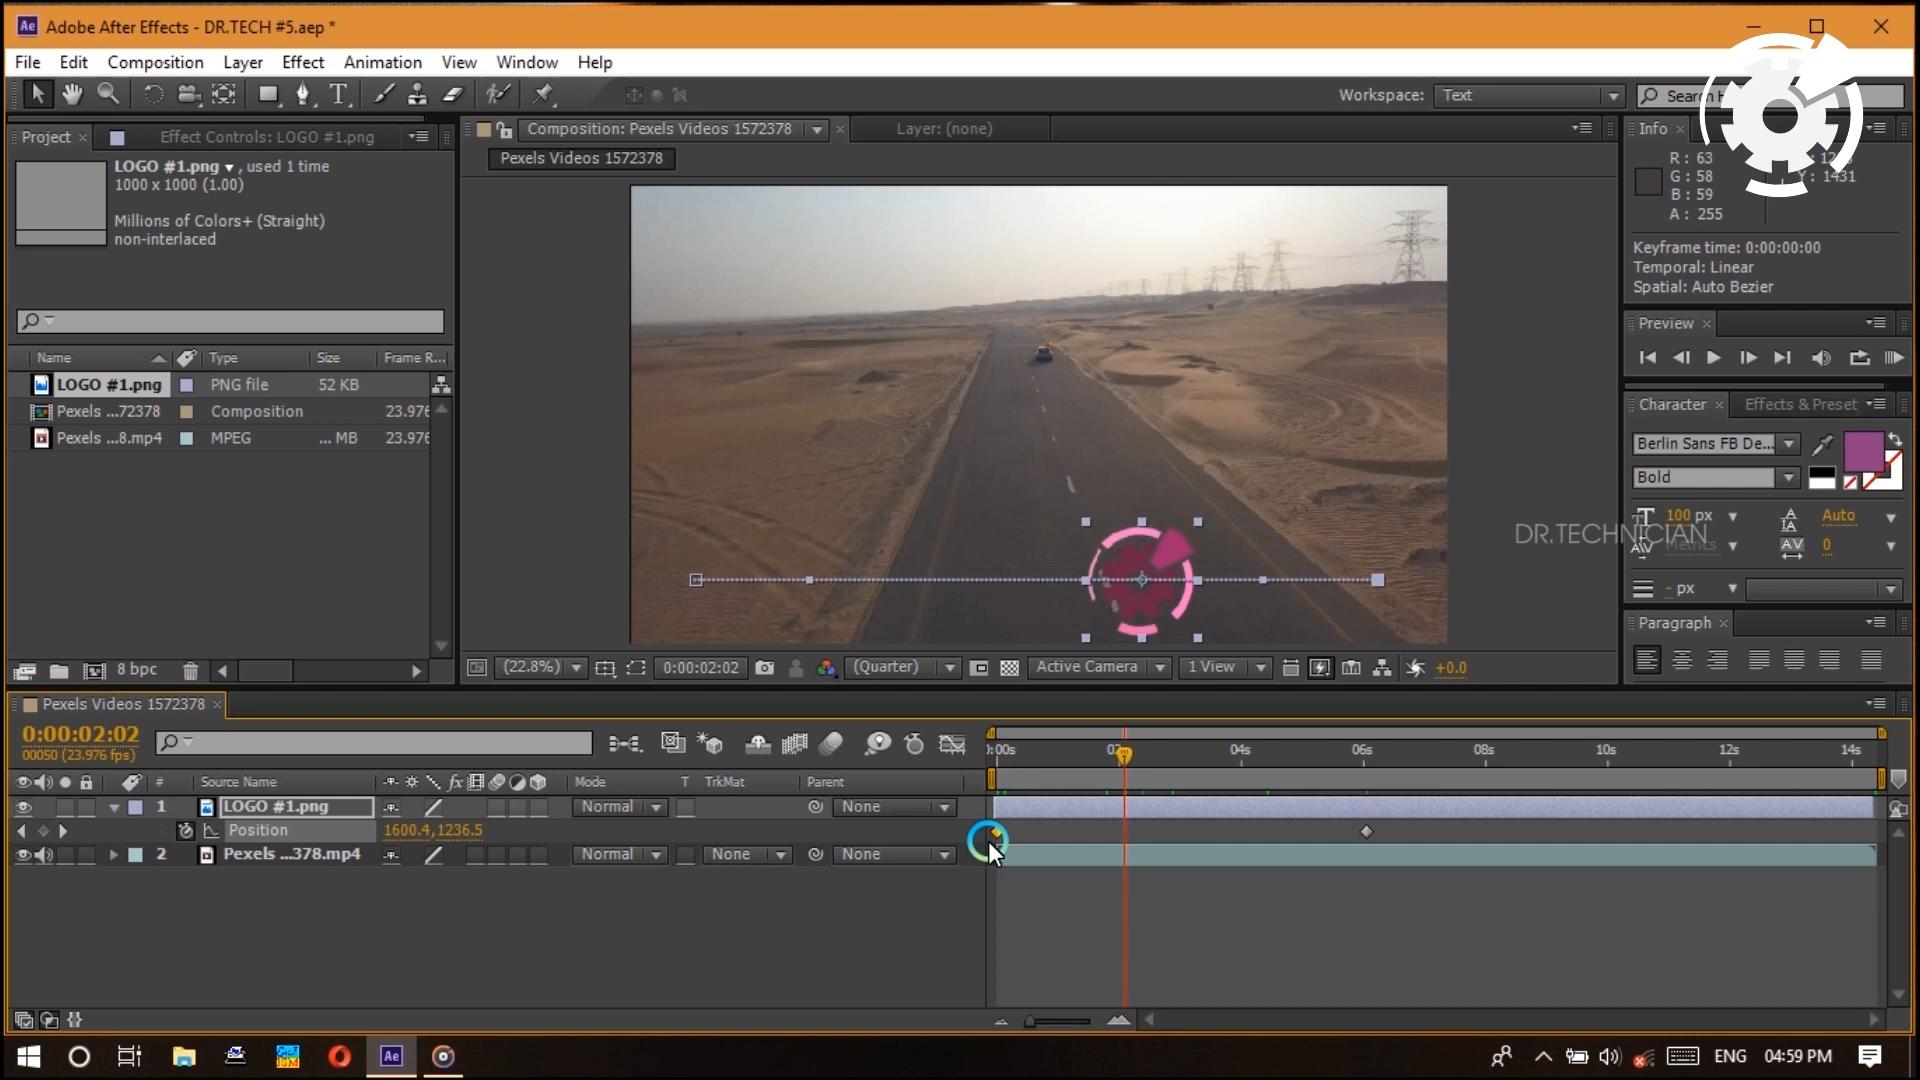 Adobe After Effects - DR.TECH #5.aep *
File Edit Composition Layer Effect Animation View Window Help
Workspace: Text
Search H
Project
Effect Controls: LOGO #1.png
Composition: Pexels Videos 1572378
Layer: (none)
Info
Pexels Videos 1572378
LOGO #1.png , used 1 time
1000 x 1000 (1.00)
Millions of Colors+ (Straight)
non-interlaced
R: 63
G: 58
B: 59
A: 255
Y: 1431
Keyframe time: 0:00:00:00
Temporal: Linear
Spatial: Auto Bezier
Preview
Name Type Size Frame R...
LOGO #1.png PNG file 52 KB
Pexels ...72378 Composition 23.976
Pexels ...8.mp4 MPEG ... MB 23.976
Character
Effects & Preset
Berlin Sans FB De...
Bold
100 px Auto
DR.TECHNICIAN
Metrics 0
- px
Paragraph
8 bpc
(22.8%) 0:00:02:02 (Quarter) Active Camera 1 View +0.0
Pexels Videos 1572378
0:00:02:02
00050 (23.976 fps)
0:00s 02 04s 06s 08s 10s 12s 14s
# Source Name fx Mode T TrkMat Parent
1 LOGO #1.png Normal None
Position 1600.4,1236.5
2 Pexels ...378.mp4 Normal None None
ENG 04:59 PM